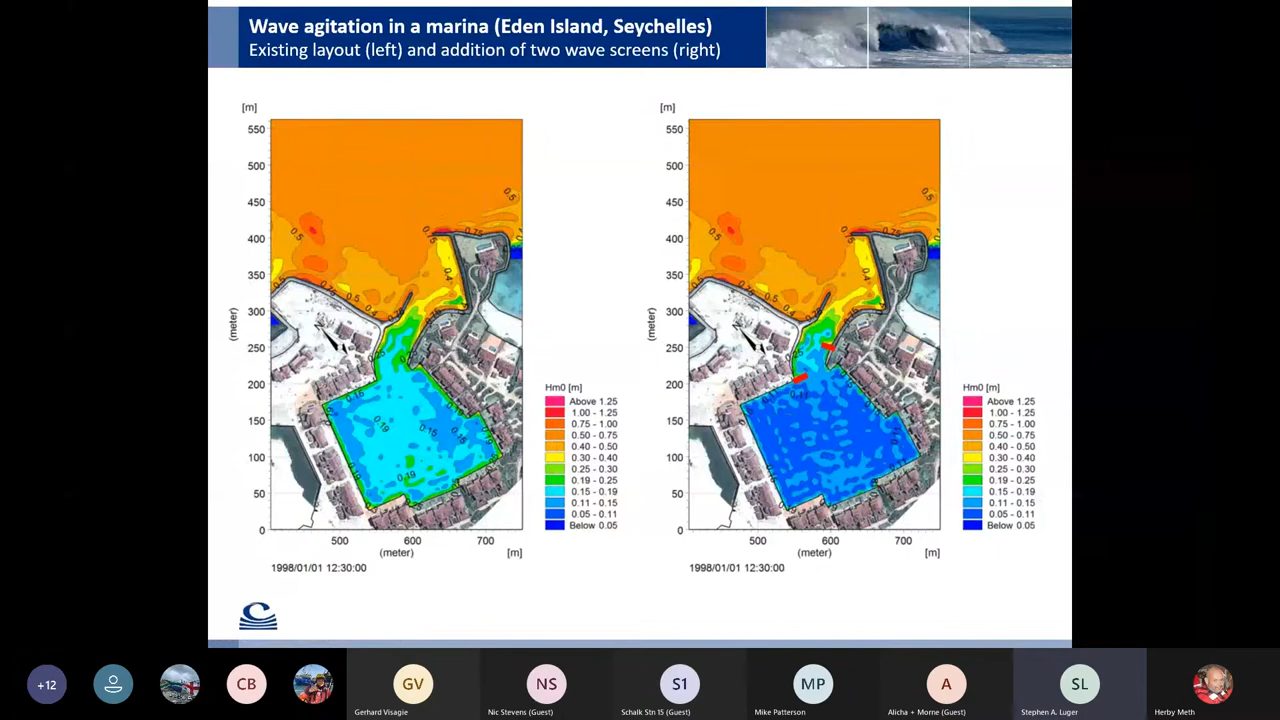 Wave agitation in a marina (Eden Island, Seychelles)
Existing layout (left) and addition of two wave screens (right)
[m]
550
500
450
400
350
300
250
200
150
100
50
0
(meter)
500 600 700
(meter) [m]
1998/01/01 12:30:00
Hm0 [m]
Above 1.25
1.00 - 1.25
0.75 - 1.00
0.50 - 0.75
0.40 - 0.50
0.30 - 0.40
0.25 - 0.30
0.19 - 0.25
0.15 - 0.19
0.11 - 0.15
0.05 - 0.11
Below 0.05
[m]
550
500
450
400
350
300
250
200
150
100
50
0
(meter)
500 600 700
(meter) [m]
1998/01/01 12:30:00
Hm0 [m]
Above 1.25
1.00 - 1.25
0.75 - 1.00
0.50 - 0.75
0.40 - 0.50
0.30 - 0.40
0.25 - 0.30
0.19 - 0.25
0.15 - 0.19
0.11 - 0.15
0.05 - 0.11
Below 0.05
+12
CB
GV
Gerhard Visagie
NS
Nic Stevens (Guest)
S1
Schalk Stn 15 (Guest)
MP
Mike Patterson
A
Alicha + Morne (Guest)
SL
Stephen A. Luger
Herby Meth